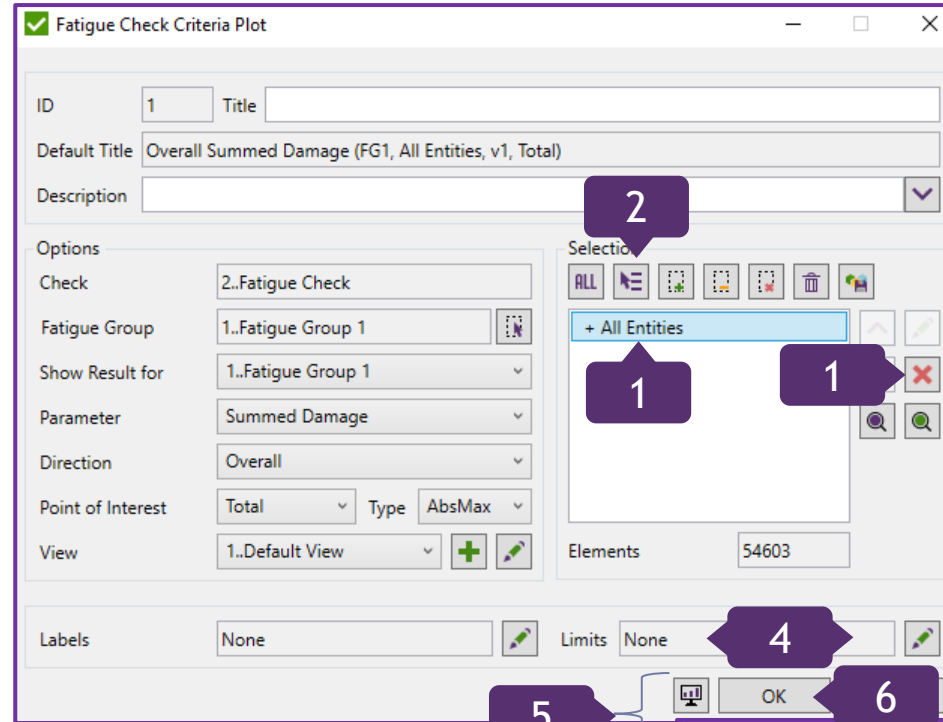 Fatigue Check Criteria Plot
ID 1 Title
Default Title Overall Summed Damage (FG1, All Entities, v1, Total)
Description
2
Options
Selection
Check 2..Fatigue Check
ALL
Fatigue Group 1..Fatigue Group 1
+ All Entities
Show Result for 1..Fatigue Group 1
1
1
Parameter Summed Damage
Direction Overall
Point of Interest Total Type AbsMax
View 1..Default View
Elements 54603
Labels None
Limits None
4
5
OK
6